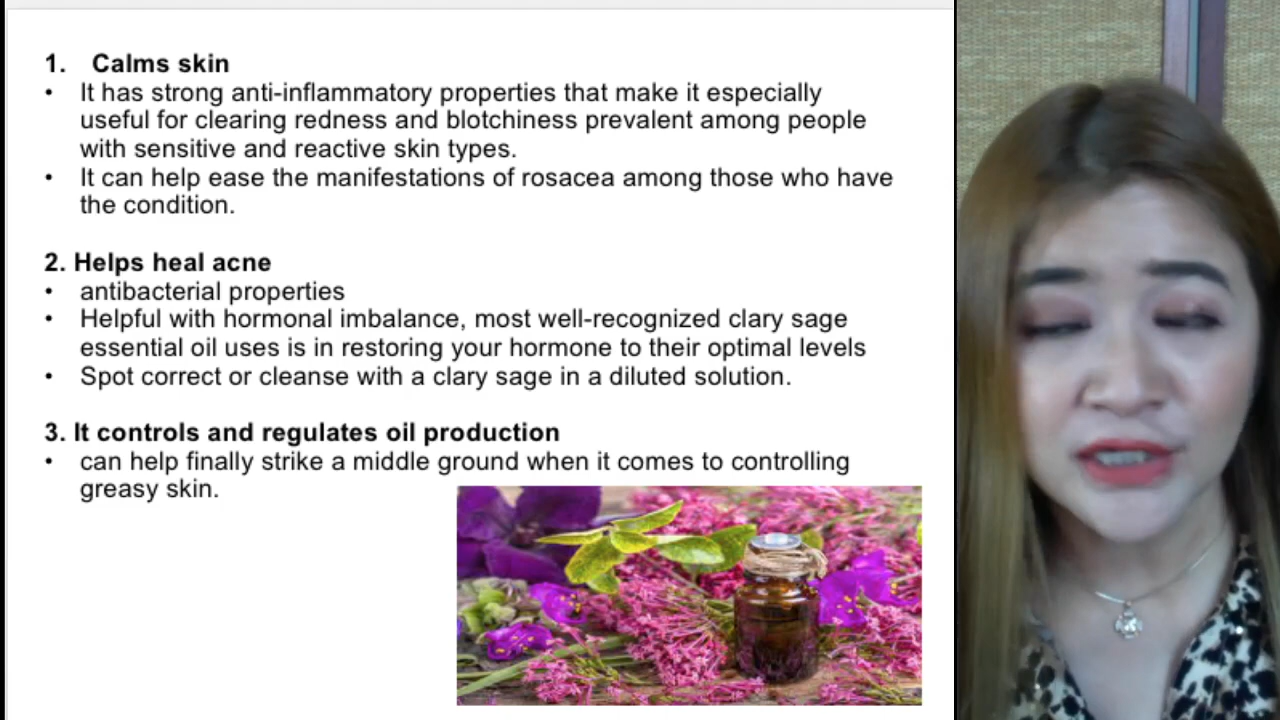 1. Calms skin
• It has strong anti-inflammatory properties that make it especially
useful for clearing redness and blotchiness prevalent among people
with sensitive and reactive skin types.
• It can help ease the manifestations of rosacea among those who have
the condition.
2. Helps heal acne
• antibacterial properties
• Helpful with hormonal imbalance, most well-recognized clary sage
essential oil uses is in restoring your hormone to their optimal levels
• Spot correct or cleanse with a clary sage in a diluted solution.
3. It controls and regulates oil production
• can help finally strike a middle ground when it comes to controlling
greasy skin.